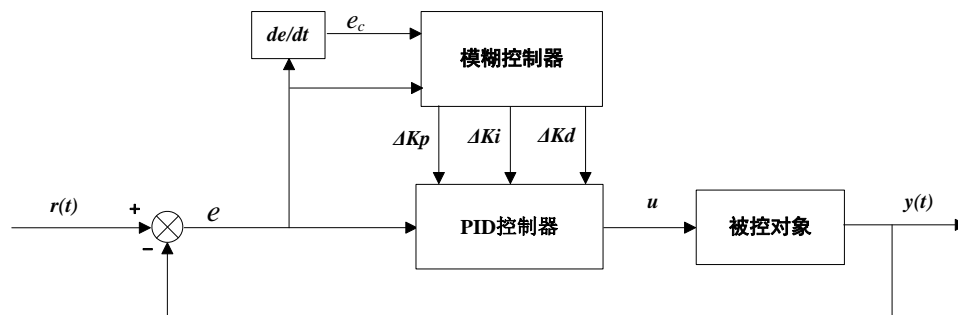 de/dt
e_c
模糊控制器
ΔKp
ΔKi
ΔKd
r(t)
+
−
e
PID控制器
u
被控对象
y(t)